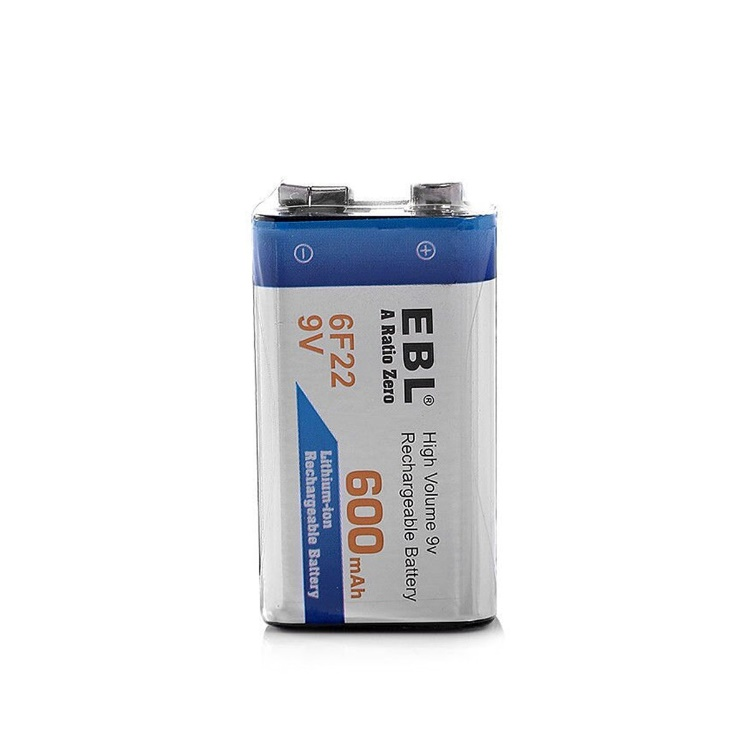 ⊖ ⊕
EBL®
A Ratio Zero
6F22
9V
High Volume 9v
Rechargeable Battery
600mAh
Lithium-ion
Rechargeable Battery